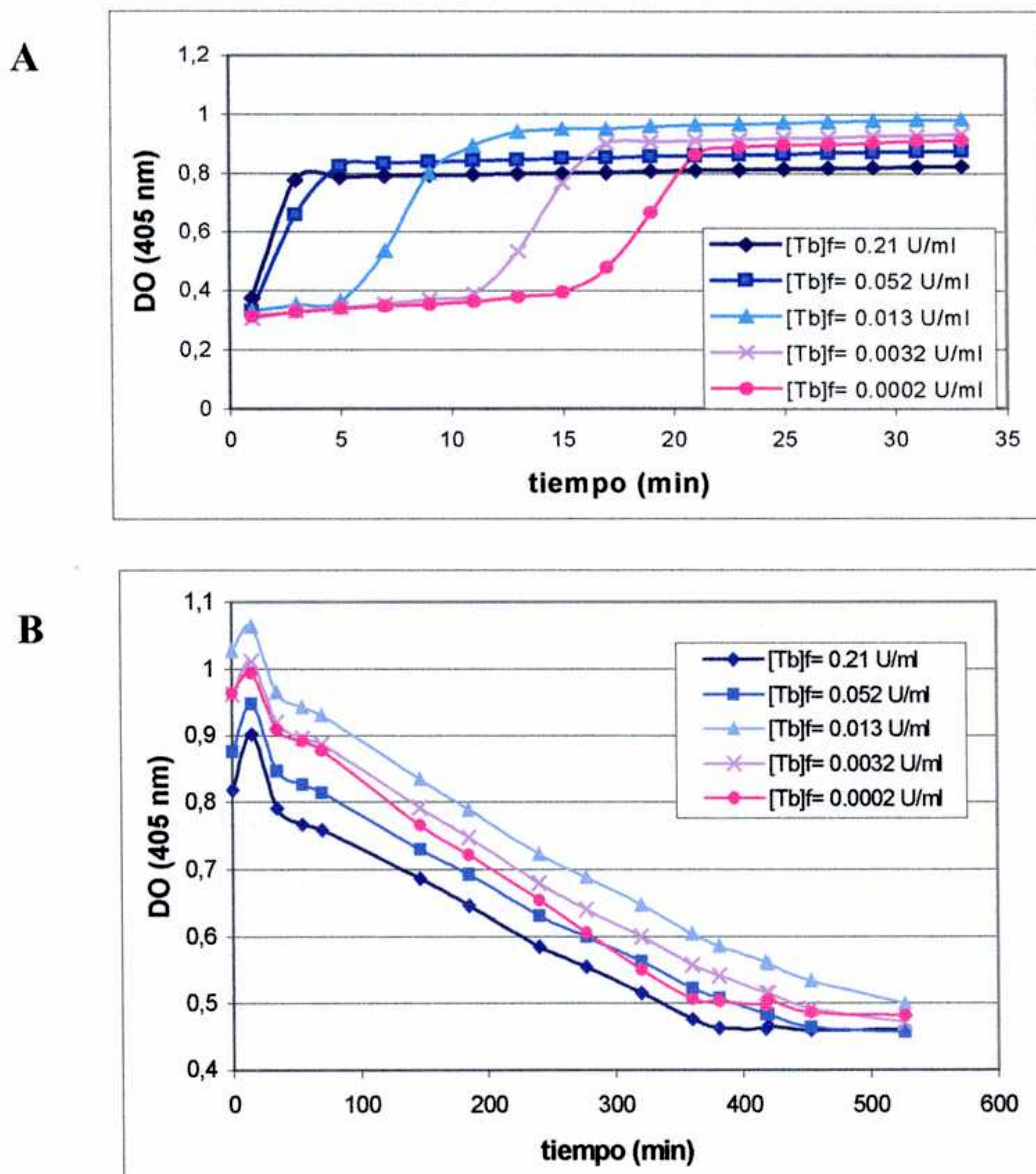 A
1,2
1
0,8
0,6
0,4
0,2
0
DO (405 nm)
[Tb]f= 0.21 U/ml
[Tb]f= 0.052 U/ml
[Tb]f= 0.013 U/ml
[Tb]f= 0.0032 U/ml
[Tb]f= 0.0002 U/ml
0 5 10 15 20 25 30 35
tiempo (min)
B
1,1
1
0,9
0,8
0,7
0,6
0,5
0,4
DO (405 nm)
[Tb]f= 0.21 U/ml
[Tb]f= 0.052 U/ml
[Tb]f= 0.013 U/ml
[Tb]f= 0.0032 U/ml
[Tb]f= 0.0002 U/ml
0 100 200 300 400 500 600
tiempo (min)